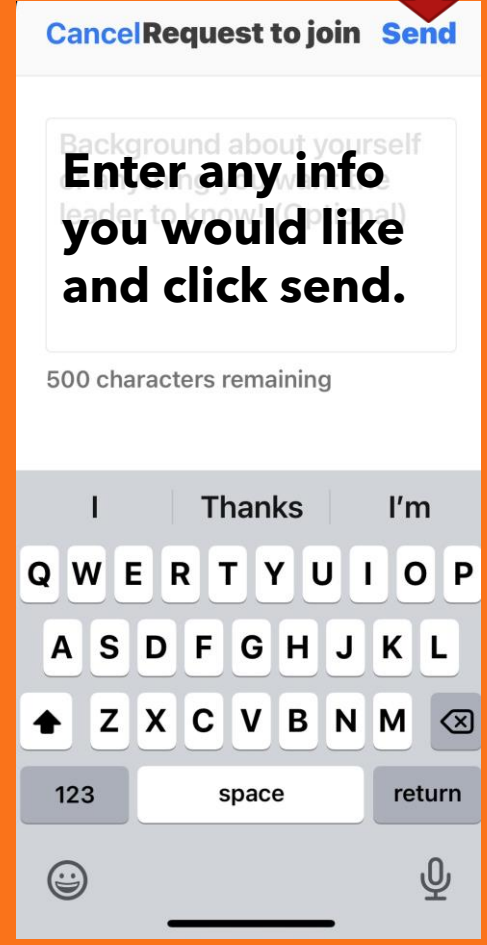 Cancel Request to join Send
Background about yourself
Enter any info
you would like
leader to know! (Optional)
and click send.
500 characters remaining
I Thanks I'm
Q W E R T Y U I O P
A S D F G H J K L
Z X C V B N M
123 space return